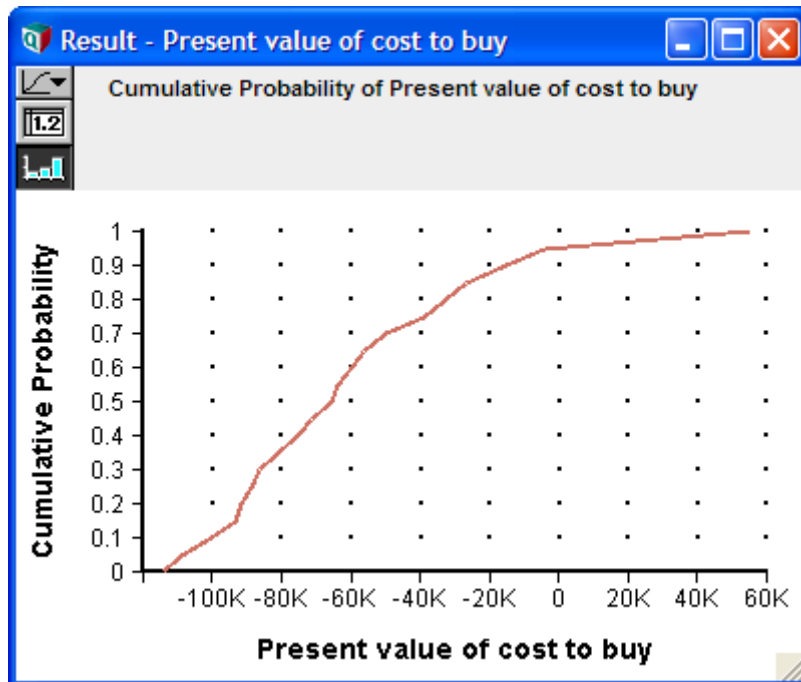 Result - Present value of cost to buy
Cumulative Probability of Present value of cost to buy
1.2
Cumulative Probability
1
0.9
0.8
0.7
0.6
0.5
0.4
0.3
0.2
0.1
0
-100K -80K -60K -40K -20K 0 20K 40K 60K
Present value of cost to buy